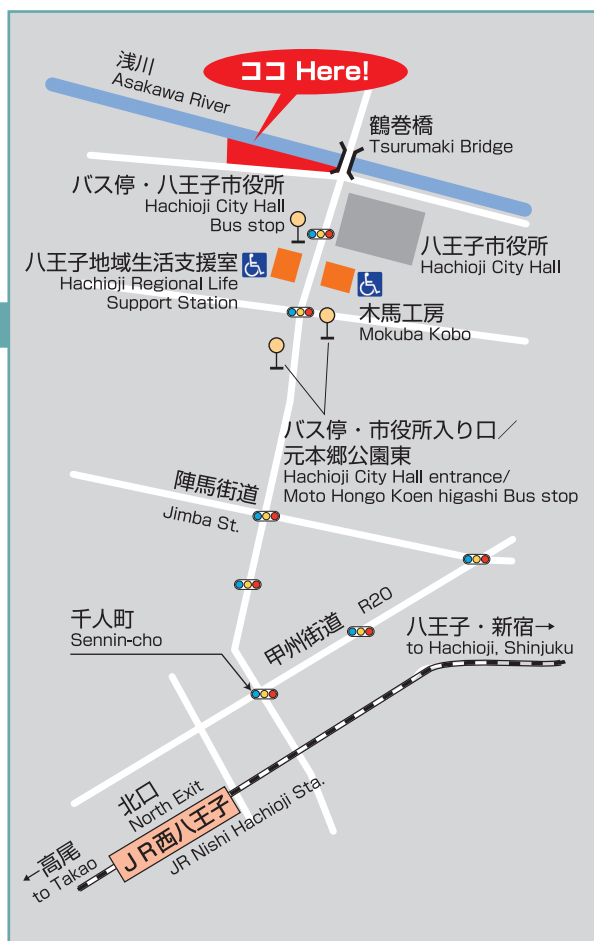 ココ Here!
浅川
Asakawa River
鶴巻橋
Tsurumaki Bridge
バス停・八王子市役所
Hachioji City Hall
Bus stop
八王子市役所
Hachioji City Hall
八王子地域生活支援室
Hachioji Regional Life
Support Station
木馬工房
Mokuba Kobo
バス停・市役所入り口／
元本郷公園東
Hachioji City Hall entrance/
Moto Hongo Koen higashi Bus stop
陣馬街道
Jimba St.
千人町
Sennin-cho
甲州街道 R20
八王子・新宿→
to Hachioji, Shinjuku
北口
North Exit
JR西八王子
JR Nishi Hachioji Sta.
←高尾
to Takao